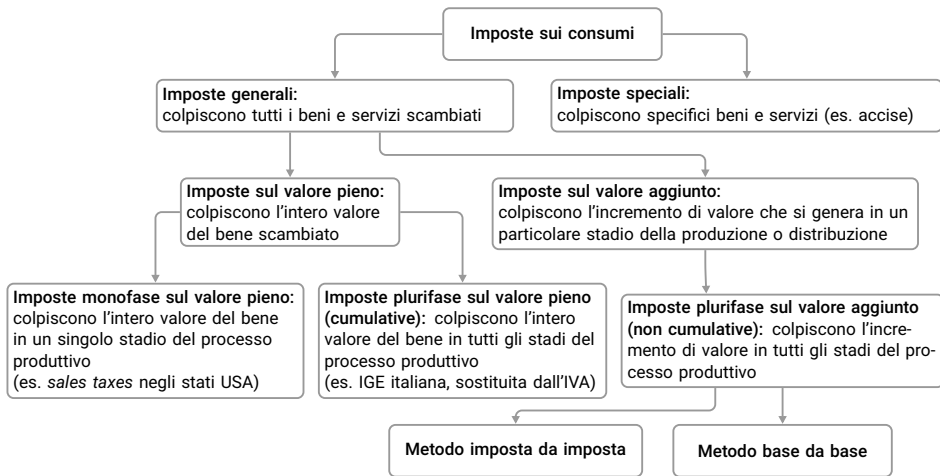 Imposte sui consumi
Imposte generali:
colpiscono tutti i beni e servizi scambiati
Imposte speciali:
colpiscono specifici beni e servizi (es. accise)
Imposte sul valore pieno:
colpiscono l'intero valore
del bene scambiato
Imposte sul valore aggiunto:
colpiscono l'incremento di valore che si genera in un
particolare stadio della produzione o distribuzione
Imposte monofase sul valore pieno:
colpiscono l'intero valore del bene
in un singolo stadio del processo
produttivo
(es. sales taxes negli stati USA)
Imposte plurifase sul valore pieno
(cumulative): colpiscono l'intero
valore del bene in tutti gli stadi del
processo produttivo
(es. IGE italiana, sostituita dall'IVA)
Imposte plurifase sul valore aggiunto
(non cumulative): colpiscono l'incre-
mento di valore in tutti gli stadi del pro-
cesso produttivo
Metodo imposta da imposta
Metodo base da base